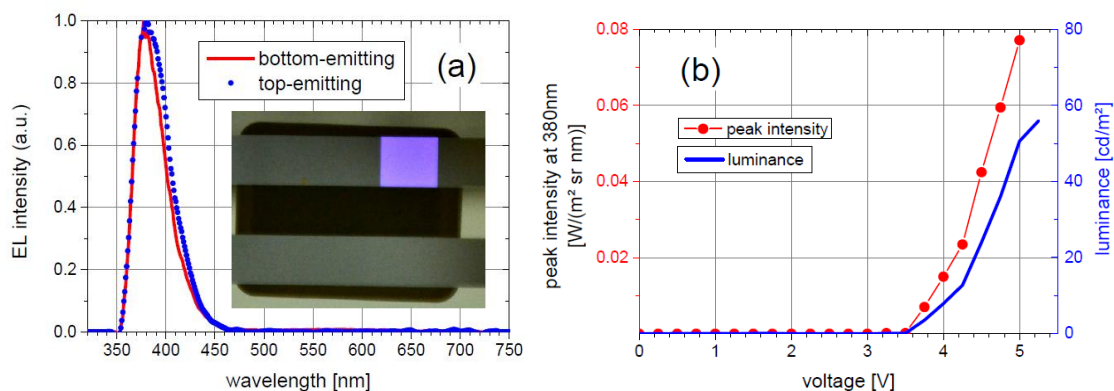 (a)
bottom-emitting
top-emitting
EL intensity (a.u.)
1.0
0.8
0.6
0.4
0.2
0.0
350 400 450 500 550 600 650 700 750
wavelength [nm]
(b)
peak intensity
luminance
peak intensity at 380nm
[W/(m² sr nm)]
0.08
0.06
0.04
0.02
80
60
40
20
0
luminance [cd/m²]
0 1 2 3 4 5
voltage [V]